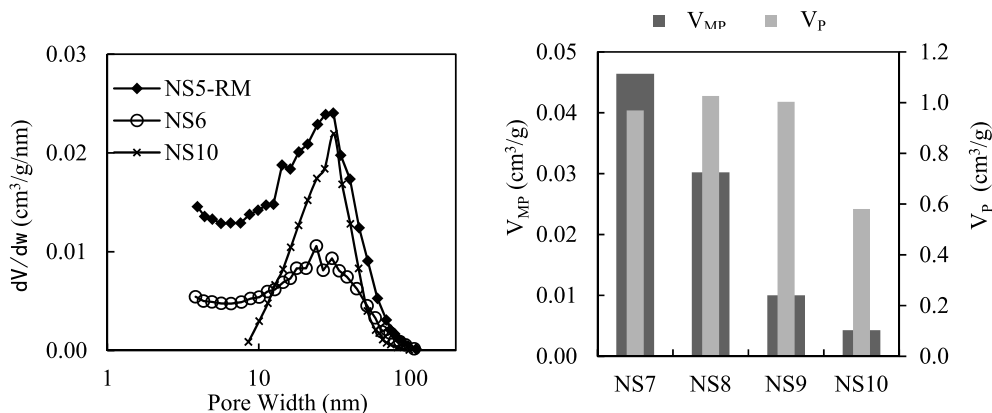 0.03
0.02
0.01
0.00
dV/dw (cm³/g/nm)
NS5-RM
NS6
NS10
1
10
100
Pore Width (nm)
V_MP
V_P
0.05
0.04
0.03
0.02
0.01
0.00
V_MP (cm³/g)
1.2
1.0
0.8
0.6
0.4
0.2
0.0
V_P (cm³/g)
NS7
NS8
NS9
NS10